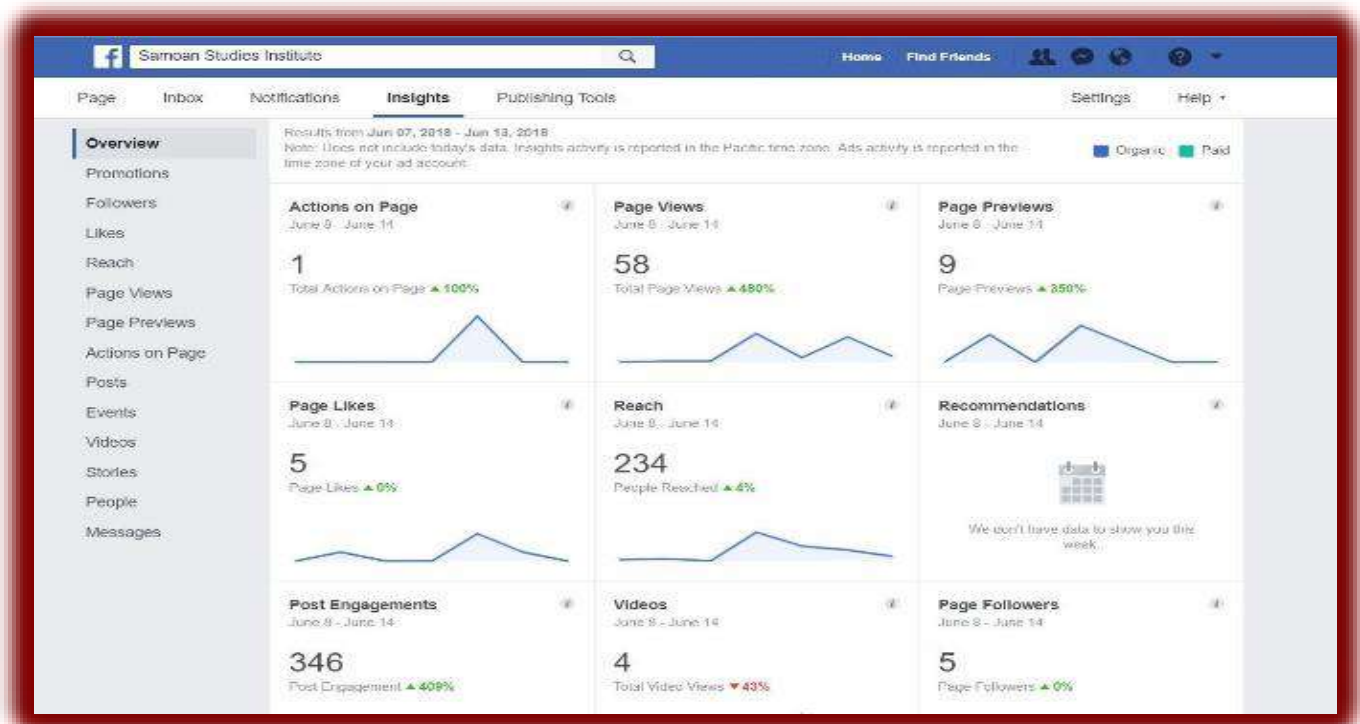 f Samoan Studies Institute Home Find Friends
Page Inbox Notifications Insights Publishing Tools Settings Help
Overview
Promotions
Followers
Likes
Reach
Page Views
Page Previews
Actions on Page
Posts
Events
Videos
Stories
People
Messages
Results from Jun 07, 2018 - Jun 13, 2018
Note: Does not include today's data. Insights activity is reported in the Pacific time zone. Ads activity is reported in the
time zone of your ad account.
Organic Paid
Actions on Page
June 8 - June 14
1
Total Actions on Page ▲ 100%
Page Views
June 8 - June 14
58
Total Page Views ▲ 480%
Page Previews
June 8 - June 14
9
Page Previews ▲ 350%
Page Likes
June 8 - June 14
5
Page Likes ▲ 0%
Reach
June 8 - June 14
234
People Reached ▲ 4%
Recommendations
June 8 - June 14
We don't have data to show you this
week.
Post Engagements
June 8 - June 14
346
Post Engagement ▲ 409%
Videos
June 8 - June 14
4
Total Video Views ▼ 43%
Page Followers
June 8 - June 14
5
Page Followers ▲ 0%